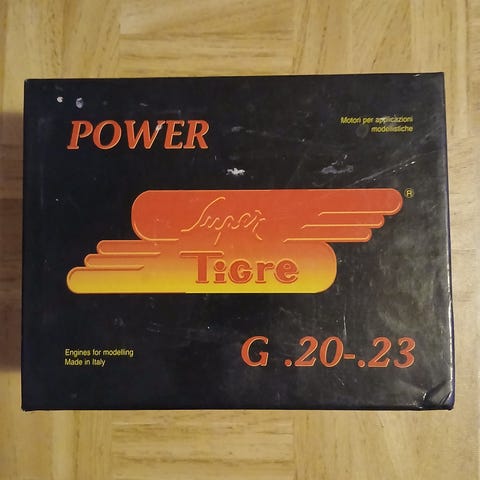 POWER
Motori per applicazioni
modellistiche
Super
TiGre
®
Engines for modelling
Made in Italy
G .20-.23